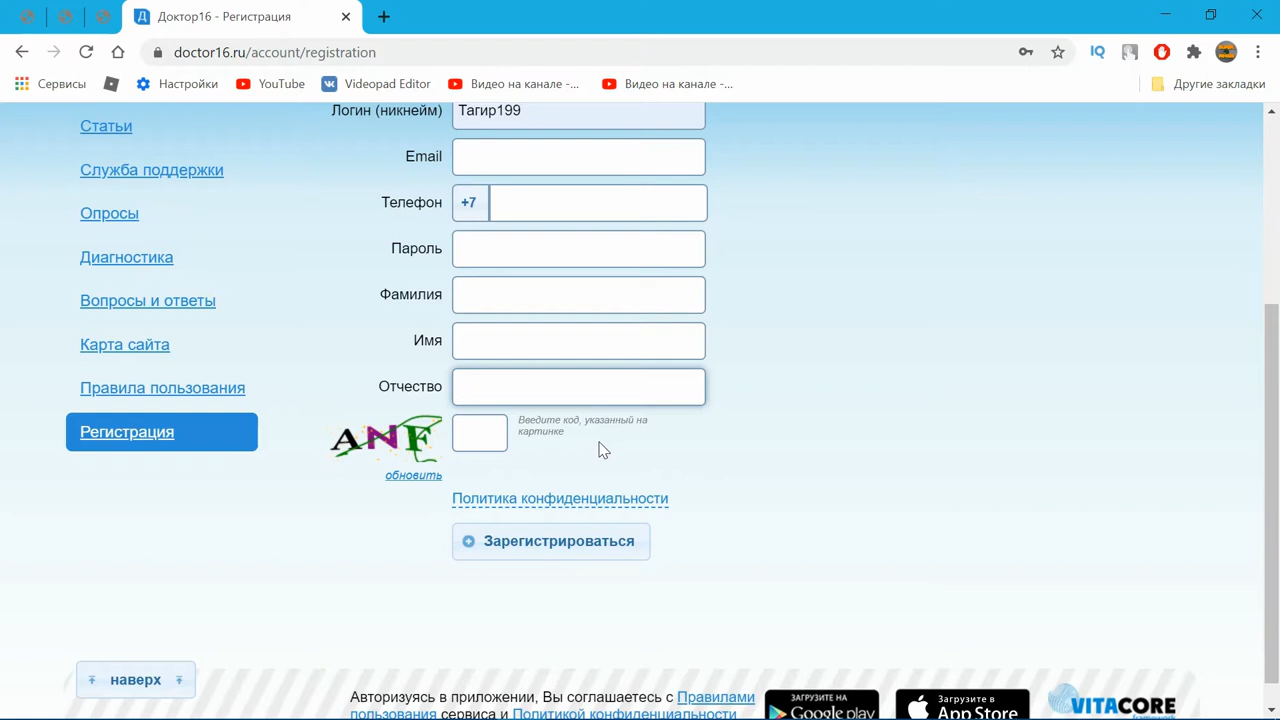 Доктор16 - Регистрация
doctor16.ru/account/registration
IQ
Сервисы
Настройки
YouTube
Videopad Editor
Видео на канале -...
Видео на канале -...
Другие закладки
Логин (никнейм) Тагир199
Статьи
Email
Служба поддержки
Телефон +7
Опросы
Пароль
Диагностика
Фамилия
Вопросы и ответы
Имя
Карта сайта
Отчество
Правила пользования
Регистрация
ANF
Введите код, указанный на
картинке
обновить
Политика конфиденциальности
Зарегистрироваться
наверх
Авторизуясь в приложении, Вы соглашаетесь с Правилами
пользования сервиса и Политикой конфиденциальности
ЗАГРУЗИТЕ НА
Google play
Загрузите в
App Store
VITACORE
framework